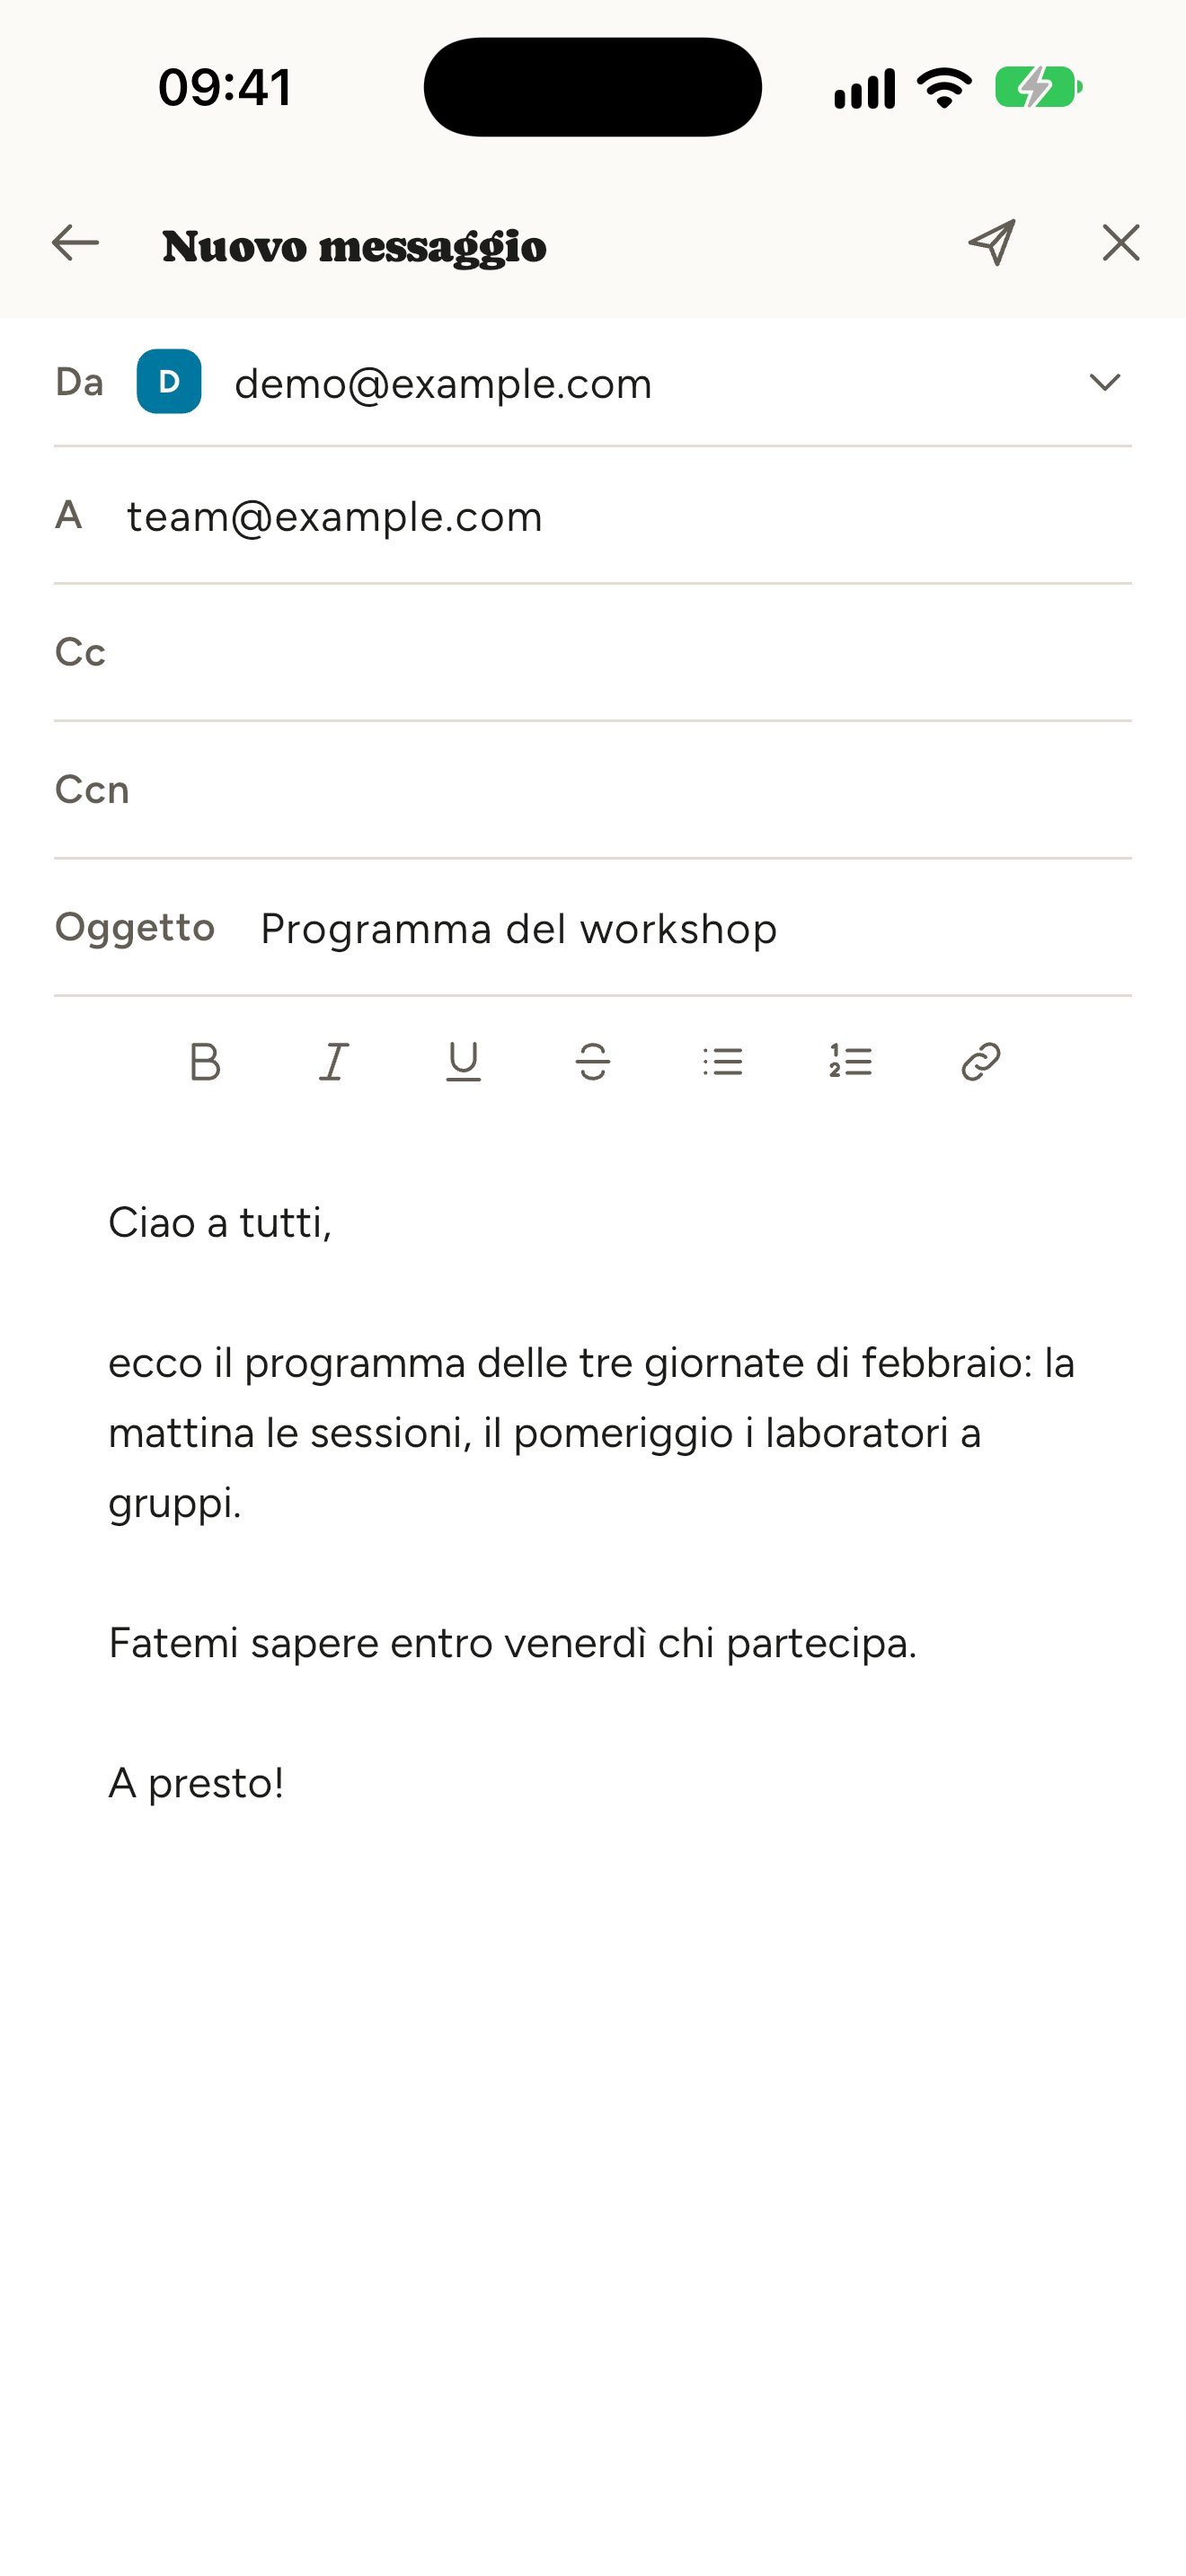 09:41
Nuovo messaggio
Da D demo@example.com
A team@example.com
Cc
Ccn
Oggetto Programma del workshop
B I U S
Ciao a tutti,
ecco il programma delle tre giornate di febbraio: la
mattina le sessioni, il pomeriggio i laboratori a
gruppi.
Fatemi sapere entro venerdì chi partecipa.
A presto!